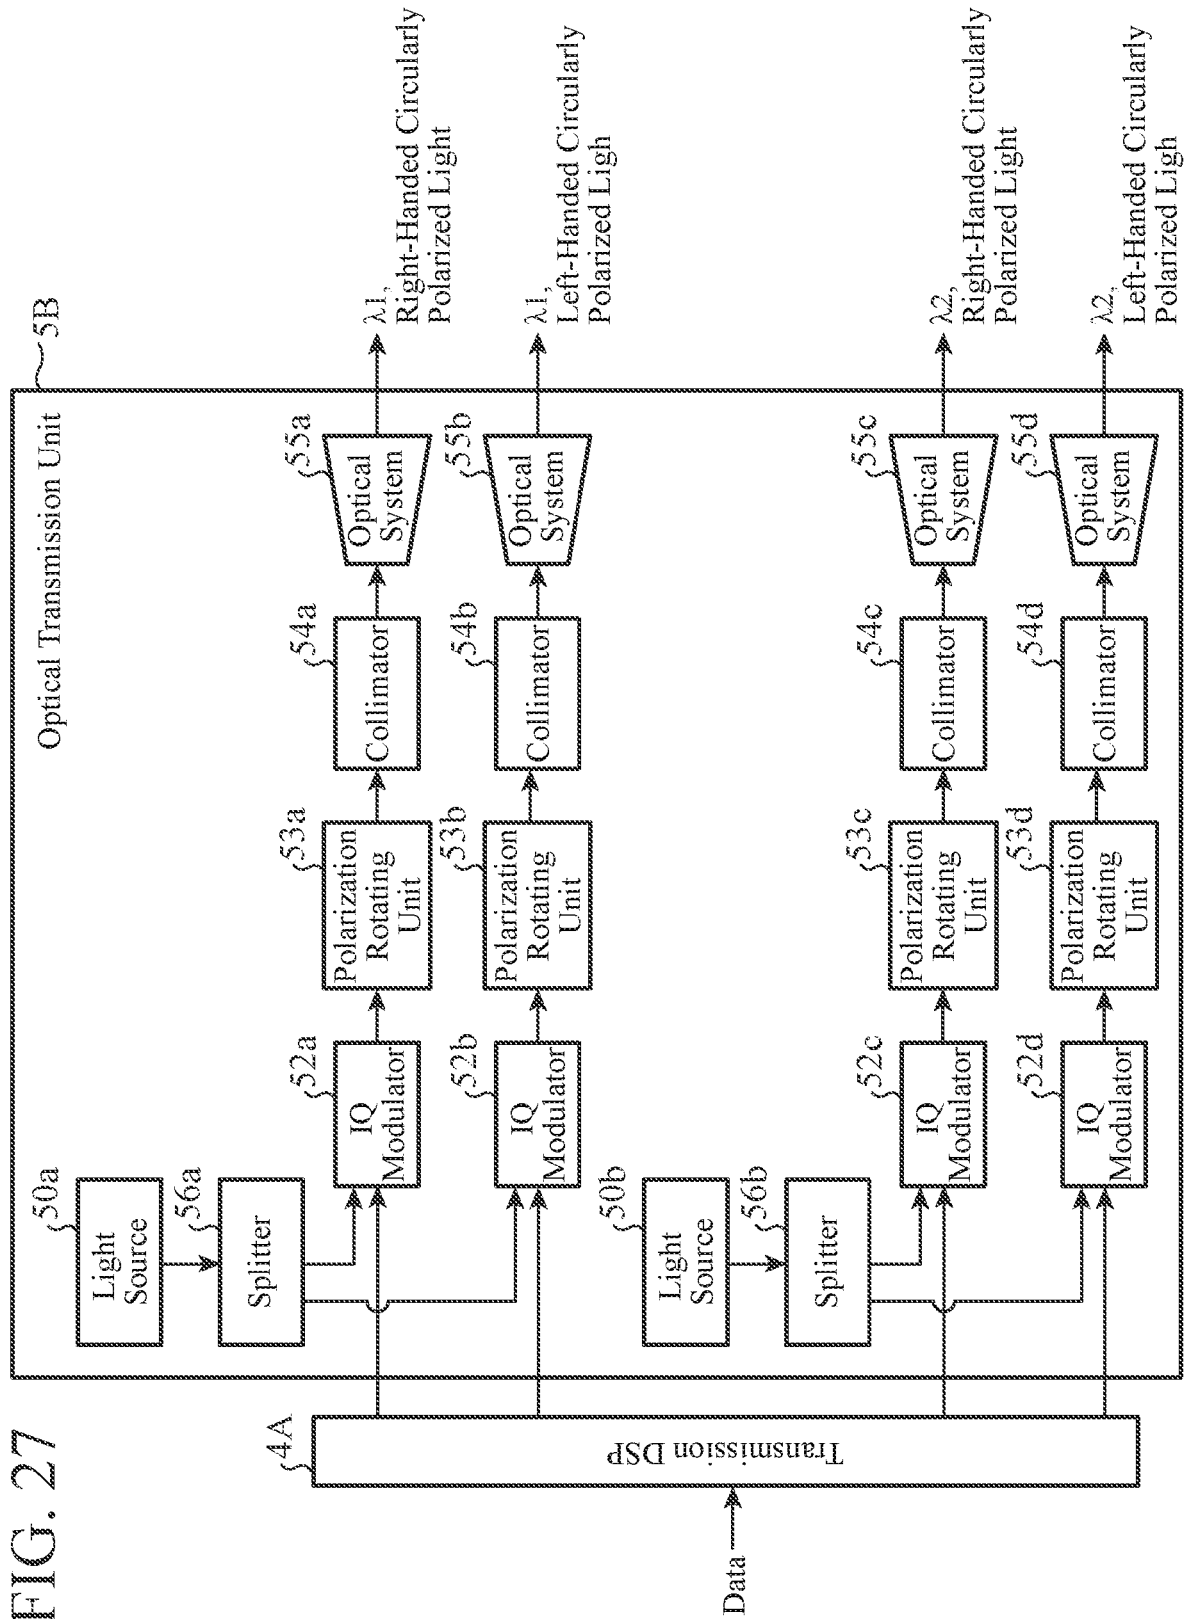 FIG. 27
5B
Optical Transmission Unit
4A
Transmission DSP
Data
50a
Light
Source
56a
Splitter
52a
IQ
Modulator
53a
Polarization
Rotating
Unit
54a
Collimator
55a
Optical
System
λ1,
Right-Handed Circularly
Polarized Light
52b
IQ
Modulator
53b
Polarization
Rotating
Unit
54b
Collimator
55b
Optical
System
λ1,
Left-Handed Circularly
Polarized Ligh
50b
Light
Source
56b
Splitter
52c
IQ
Modulator
53c
Polarization
Rotating
Unit
54c
Collimator
55c
Optical
System
λ2,
Right-Handed Circularly
Polarized Light
52d
IQ
Modulator
53d
Polarization
Rotating
Unit
54d
Collimator
55d
Optical
System
λ2,
Left-Handed Circularly
Polarized Ligh